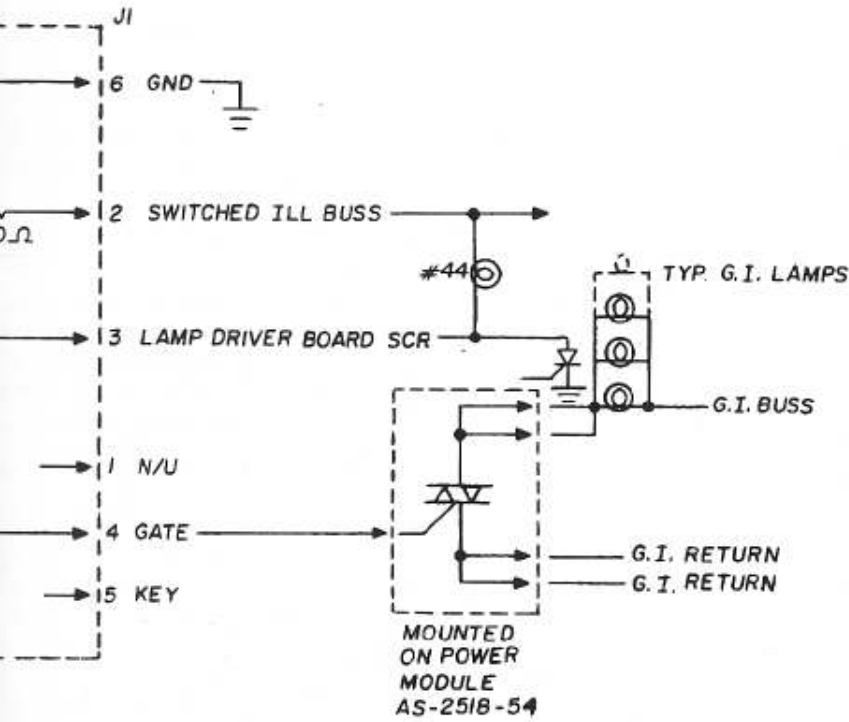 J1
6 GND
2 SWITCHED ILL BUSS
0Ω
#44
TYP. G.I. LAMPS
3 LAMP DRIVER BOARD SCR
G.I. BUSS
1 N/U
4 GATE
G.I. RETURN
G.I. RETURN
5 KEY
MOUNTED
ON POWER
MODULE
AS-2518-54